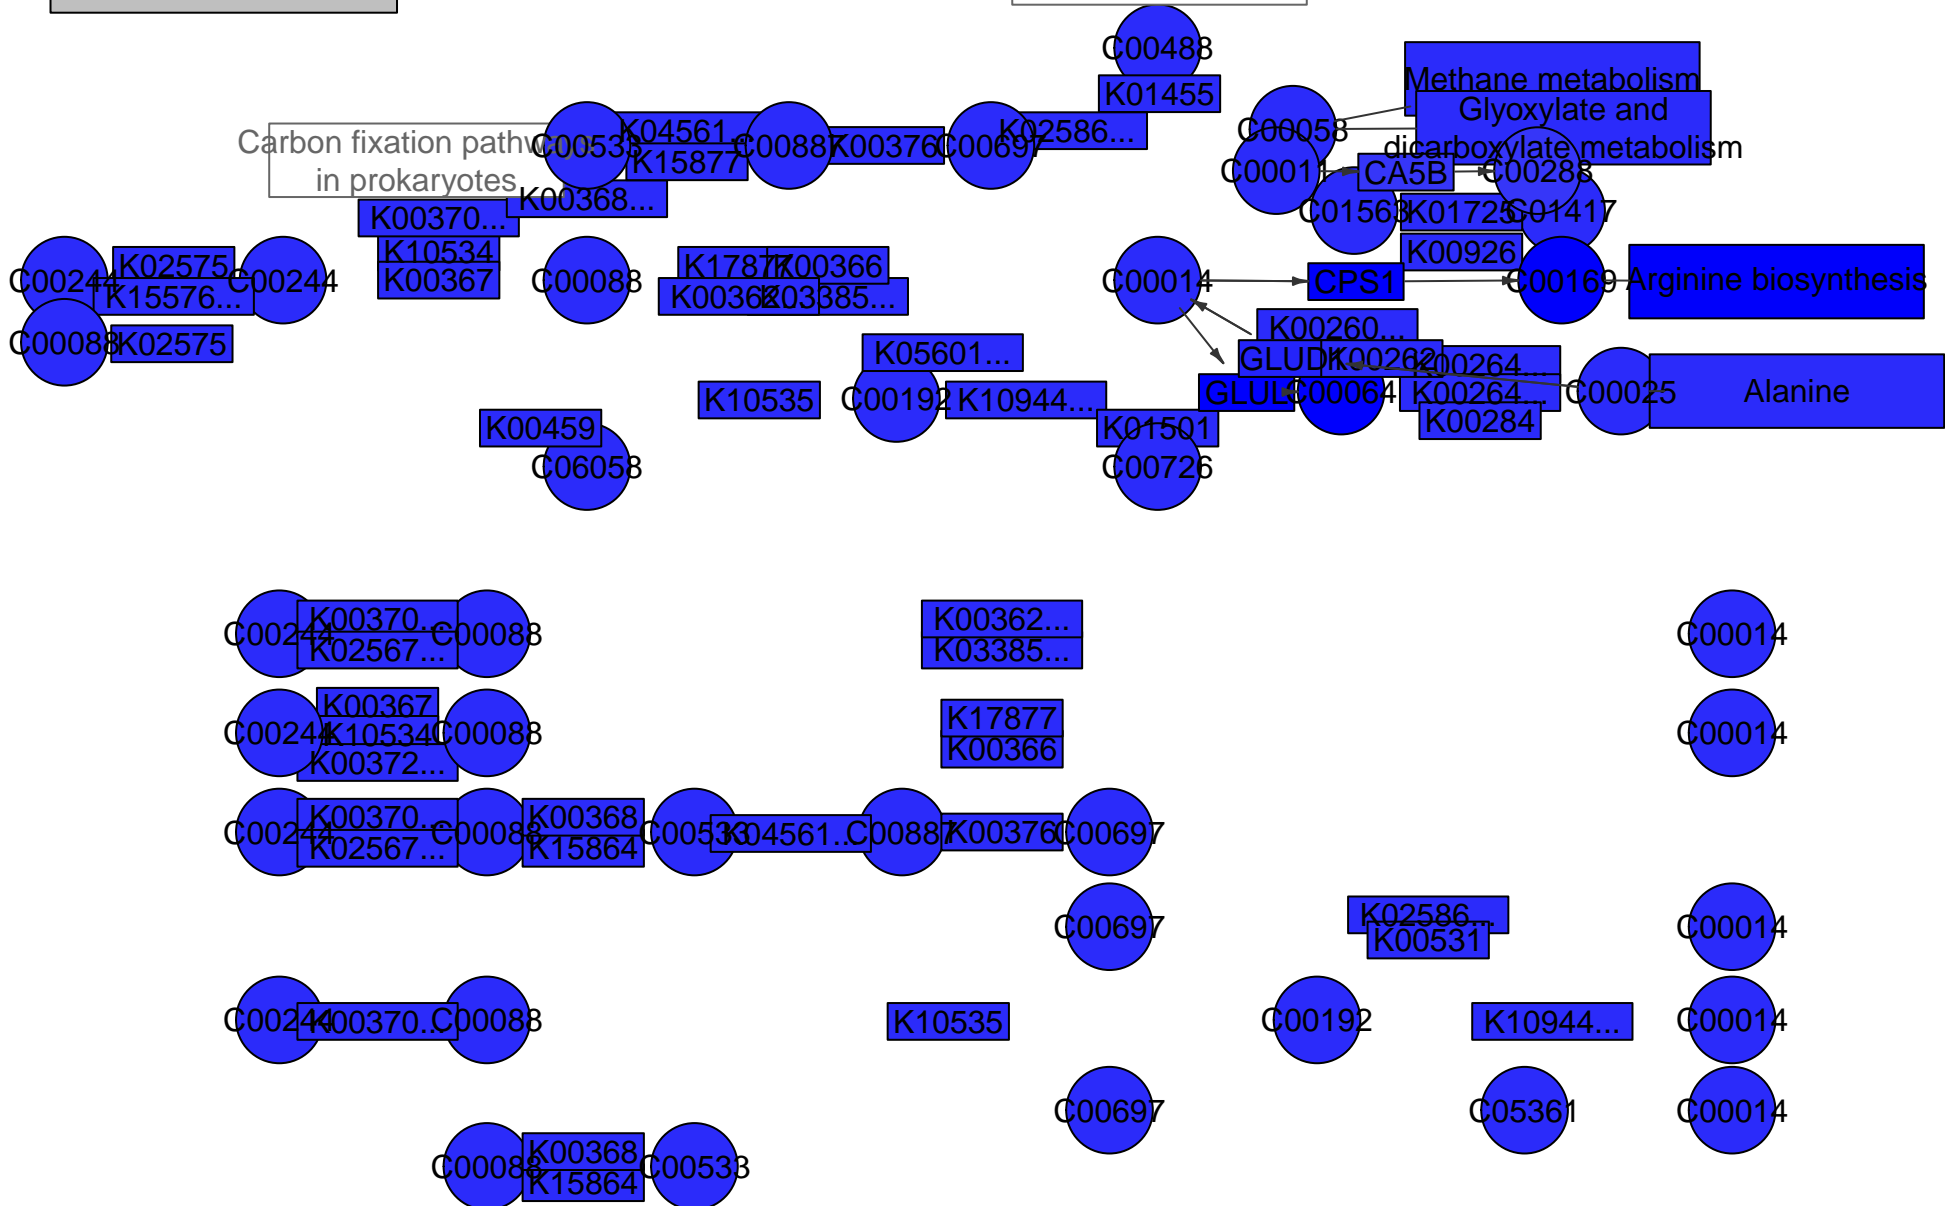 C00488
Methane metabolism
K01455
Glyoxylate and
dicarboxylate metabolism
C00058
Carbon fixation pathways
in prokaryotes
C00533
K04561...
K15877
C00887
K00376
C00697
K02586...
C00011
CA5B
C00288
K00368...
K00370...
C01563
K01725
C01417
K10534
K00367
K00926
C00244
K02575
K15576...
C00244
C00088
K17877
K00366
K00362...
K03385...
C00014
CPS1
C00169
Arginine biosynthesis
C00088
K02575
K00260...
K05601...
GLUD1
K00262
K00264...
K00264...
K10535
C00192
K10944...
GLUL
C00064
C00025
Alanine
K00459
K01501
K00284
C06058
C00726
C00244
K00370...
K02567...
C00088
K00362...
K03385...
C00014
C00244
K00367
K10534
K00372...
C00088
K17877
K00366
C00014
C00244
K00370...
K02567...
C00088
K00368
K15864
C00533
K04561...
C00887
K00376
C00697
C00697
K02586...
K00531
C00014
C00244
K00370...
C00088
K10535
C00192
K10944...
C00014
C00697
C05361
C00014
C00088
K00368
K15864
C00533